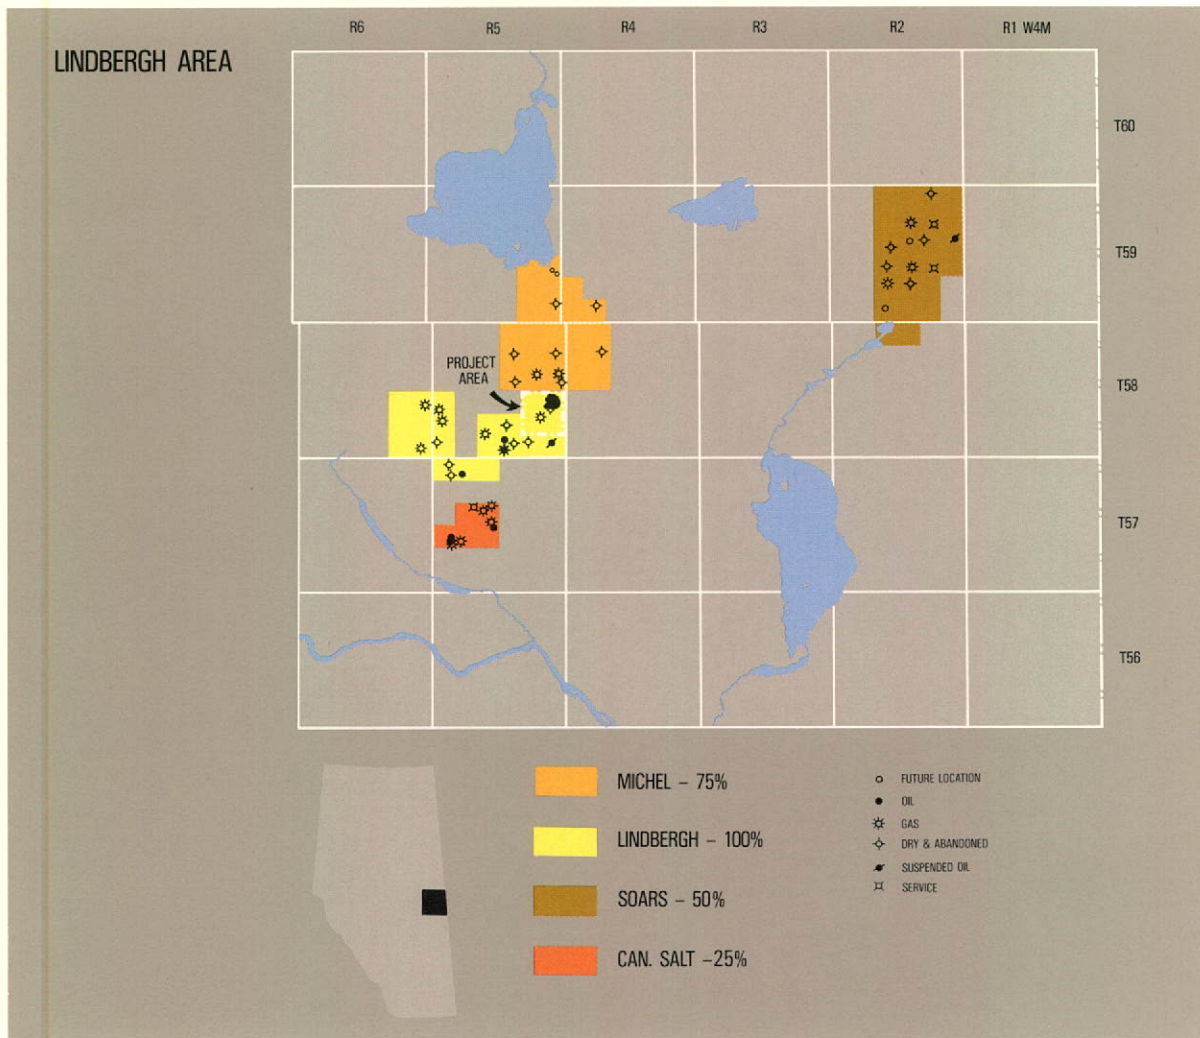 R6 R5 R4 R3 R2 R1 W4M
LINDBERGH AREA
T60
T59
T58
T57
T56
PROJECT
AREA
MICHEL – 75%
LINDBERGH – 100%
SOARS – 50%
CAN. SALT –25%
FUTURE LOCATION
OIL
GAS
DRY & ABANDONED
SUSPENDED OIL
SERVICE